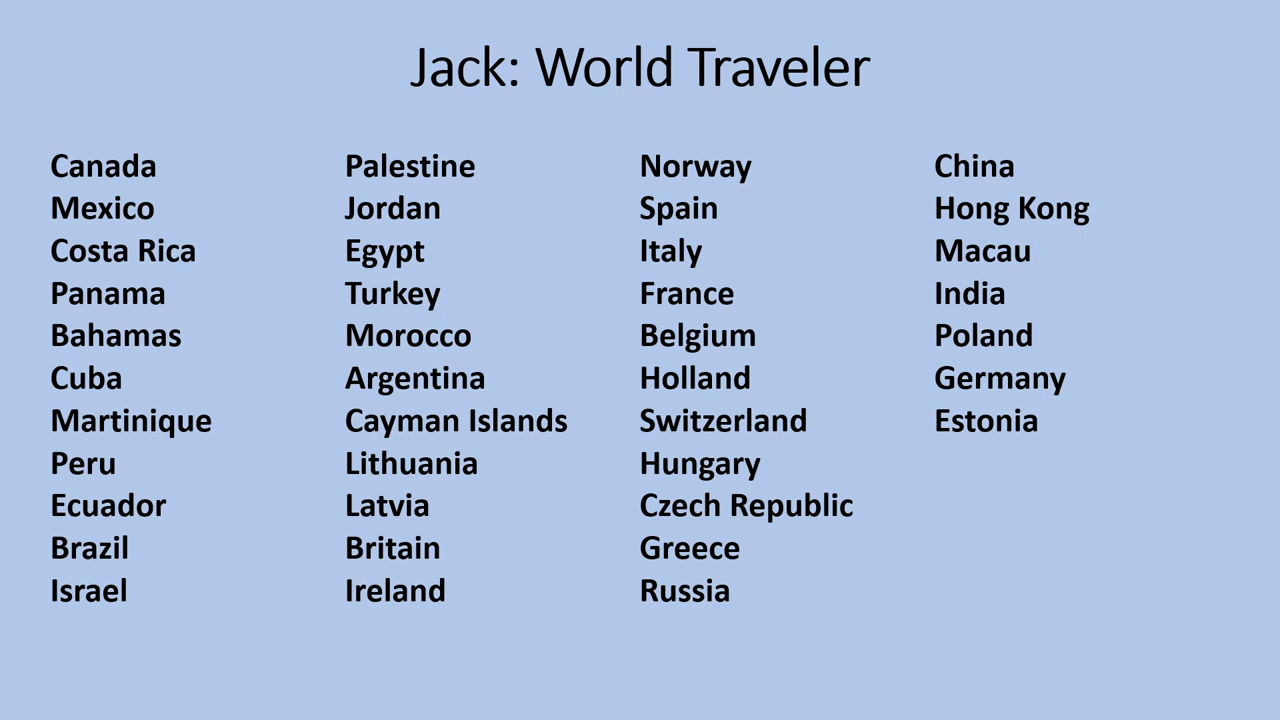 Jack: World Traveler
Canada
Mexico
Costa Rica
Panama
Bahamas
Cuba
Martinique
Peru
Ecuador
Brazil
Israel
Palestine
Jordan
Egypt
Turkey
Morocco
Argentina
Cayman Islands
Lithuania
Latvia
Britain
Ireland
Norway
Spain
Italy
France
Belgium
Holland
Switzerland
Hungary
Czech Republic
Greece
Russia
China
Hong Kong
Macau
India
Poland
Germany
Estonia